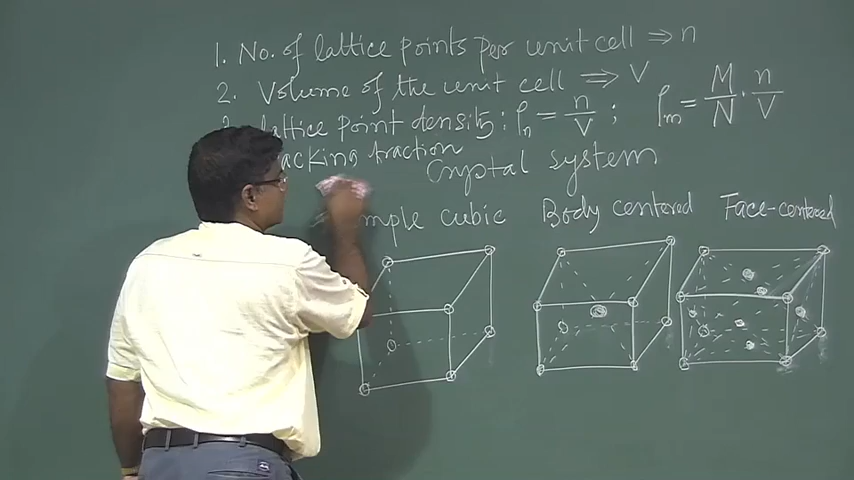 1. No. of lattice points per unit cell ⇒ n
2. Volume of the unit cell ⇒ V
lattice point density : ρn = n/V ; ρm = M/N · n/V
acking fraction
Crystal system
mple cubic Body centered Face-centered